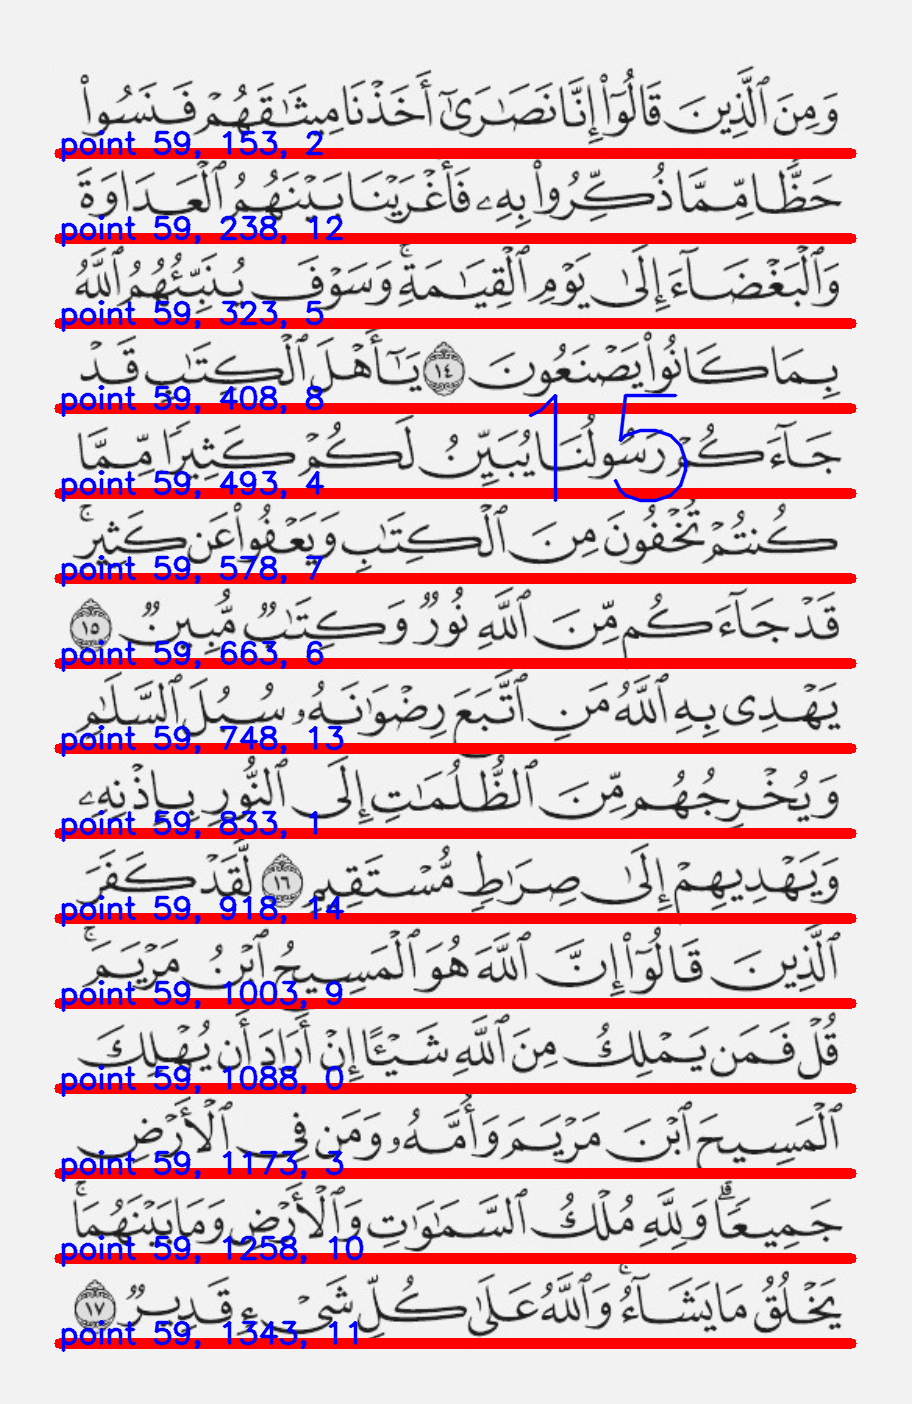 وَمِنَ ٱلَّذِينَ قَالُوٓا۟ إِنَّا نَصَٰرَىٰٓ أَخَذْنَا مِيثَٰقَهُمْ فَنَسُوا۟
point 59, 153, 2
حَظًّا مِّمَّا ذُكِّرُوا۟ بِهِۦ فَأَغْرَيْنَا بَيْنَهُمُ ٱلْعَدَاوَةَ
point 59, 238, 12
وَٱلْبَغْضَآءَ إِلَىٰ يَوْمِ ٱلْقِيَٰمَةِ ۚ وَسَوْفَ يُنَبِّئُهُمُ ٱللَّهُ
point 59, 323, 5
بِمَا كَانُوا۟ يَصْنَعُونَ ١٤ يَٰٓأَهْلَ ٱلْكِتَٰبِ قَدْ
point 59, 408, 8
15
جَآءَكُمْ رَسُولُنَا يُبَيِّنُ لَكُمْ كَثِيرًا مِّمَّا
point 59, 493, 4
كُنتُمْ تُخْفُونَ مِنَ ٱلْكِتَٰبِ وَيَعْفُوا۟ عَن كَثِيرٍ ۚ
point 59, 578, 7
قَدْ جَآءَكُم مِّنَ ٱللَّهِ نُورٌ وَكِتَٰبٌ مُّبِينٌ ١٥
point 59, 663, 6
يَهْدِى بِهِ ٱللَّهُ مَنِ ٱتَّبَعَ رِضْوَٰنَهُۥ سُبُلَ ٱلسَّلَٰمِ
point 59, 748, 13
وَيُخْرِجُهُم مِّنَ ٱلظُّلُمَٰتِ إِلَى ٱلنُّورِ بِإِذْنِهِۦ
point 59, 833, 1
وَيَهْدِيهِمْ إِلَىٰ صِرَٰطٍ مُّسْتَقِيمٍ ١٦ لَّقَدْ كَفَرَ
point 59, 918, 14
ٱلَّذِينَ قَالُوٓا۟ إِنَّ ٱللَّهَ هُوَ ٱلْمَسِيحُ ٱبْنُ مَرْيَمَ ۚ
point 59, 1003, 9
قُلْ فَمَن يَمْلِكُ مِنَ ٱللَّهِ شَيْـًٔا إِنْ أَرَادَ أَن يُهْلِكَ
point 59, 1088, 0
ٱلْمَسِيحَ ٱبْنَ مَرْيَمَ وَأُمَّهُۥ وَمَن فِى ٱلْأَرْضِ
point 59, 1173, 3
جَمِيعًا ۗ وَلِلَّهِ مُلْكُ ٱلسَّمَٰوَٰتِ وَٱلْأَرْضِ وَمَا بَيْنَهُمَا ۚ
point 59, 1258, 10
يَخْلُقُ مَا يَشَآءُ ۚ وَٱللَّهُ عَلَىٰ كُلِّ شَىْءٍ قَدِيرٌ ١٧
point 59, 1343, 11